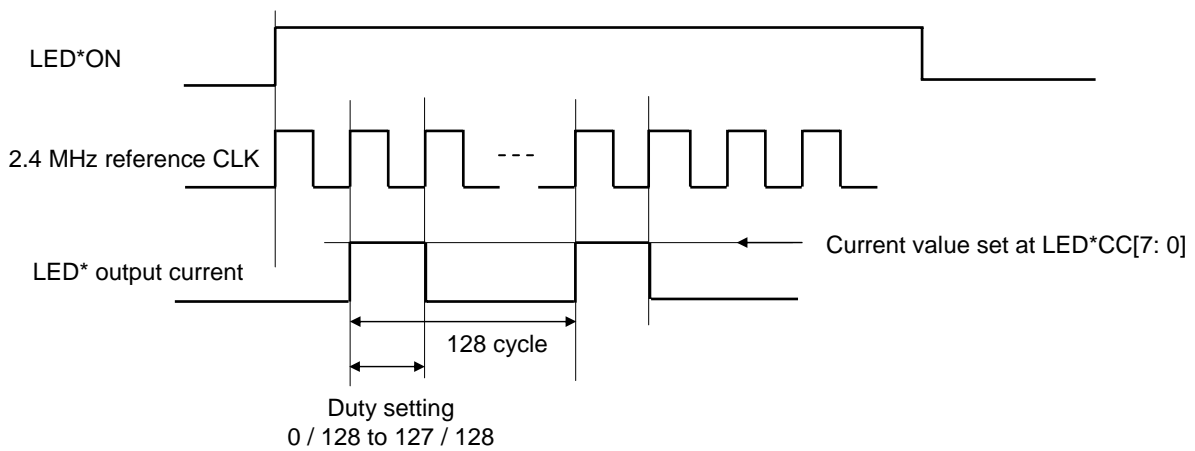 LED*ON
2.4 MHz reference CLK
LED* output current
Current value set at LED*CC[7: 0]
128 cycle
Duty setting
0 / 128 to 127 / 128